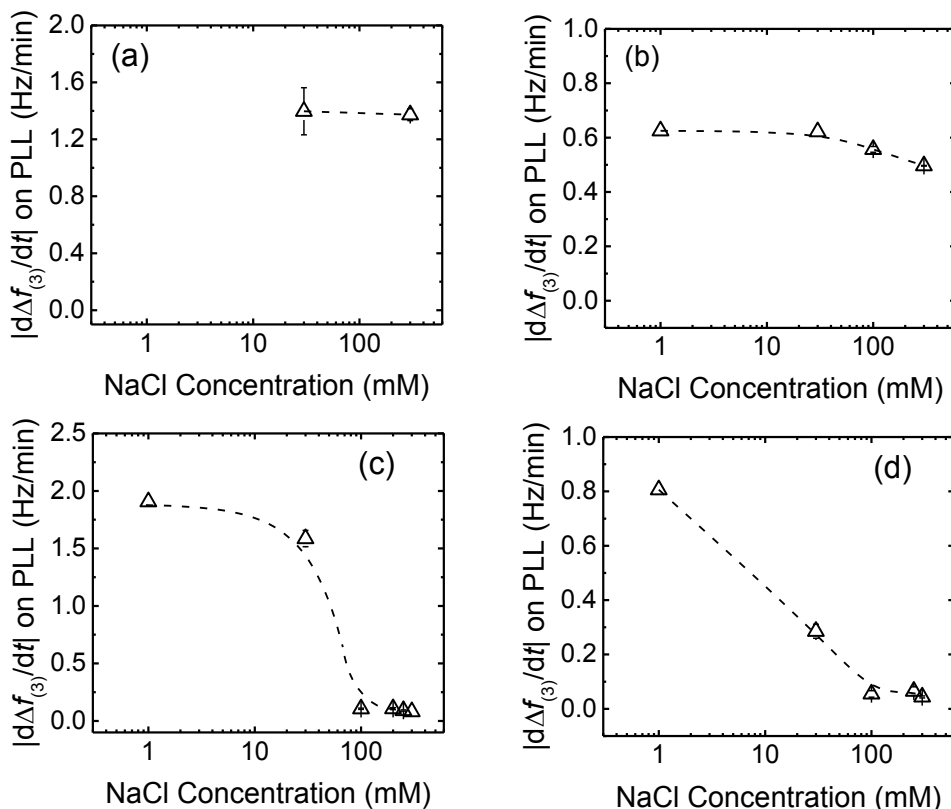 (a)
|dΔf(3)/dt| on PLL (Hz/min)
2.0
1.6
1.2
0.8
0.4
0.0
1 10 100
NaCl Concentration (mM)
(b)
|dΔf(3)/dt| on PLL (Hz/min)
1.0
0.8
0.6
0.4
0.2
0.0
1 10 100
NaCl Concentration (mM)
(c)
|dΔf(3)/dt| on PLL (Hz/min)
2.5
2.0
1.5
1.0
0.5
0.0
1 10 100
NaCl Concentration (mM)
(d)
|dΔf(3)/dt| on PLL (Hz/min)
1.0
0.8
0.6
0.4
0.2
0.0
1 10 100
NaCl Concentration (mM)